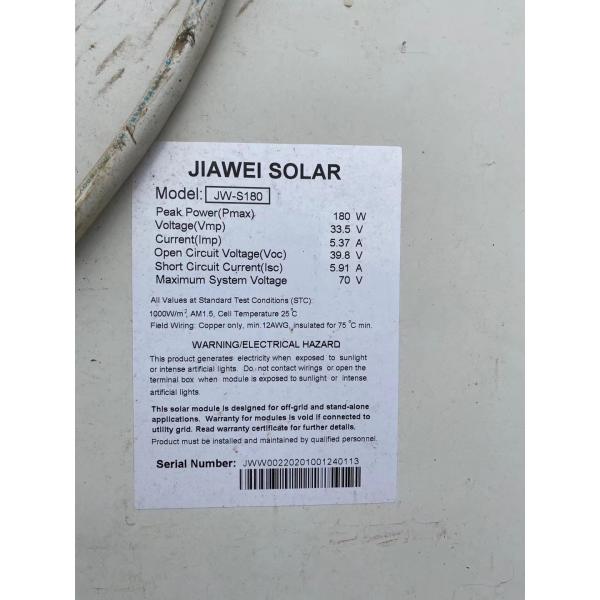 JIAWEI SOLAR
Model: JW-S180
Peak Power(Pmax) 180 W
Voltage(Vmp) 33.5 V
Current(Imp) 5.37 A
Open Circuit Voltage(Voc) 39.8 V
Short Circuit Current(Isc) 5.91 A
Maximum System Voltage 70 V
All Values at Standard Test Conditions (STC):
1000W/m², AM1.5, Cell Temperature 25°C
Field Wiring: Copper only, min.12AWG, insulated for 75°C min.
WARNING/ELECTRICAL HAZARD
This product generates electricity when exposed to sunlight
or intense artificial lights. Do not contact wirings or open the
terminal box when module is exposed to sunlight or intense
artificial lights.
This solar module is designed for off-grid and stand-alone
applications. Warranty for modules is void if connected to
utility grid. Read warranty certificate for further details.
Product must be installed and maintained by qualified personnel.
Serial Number: JWW00220201001240113